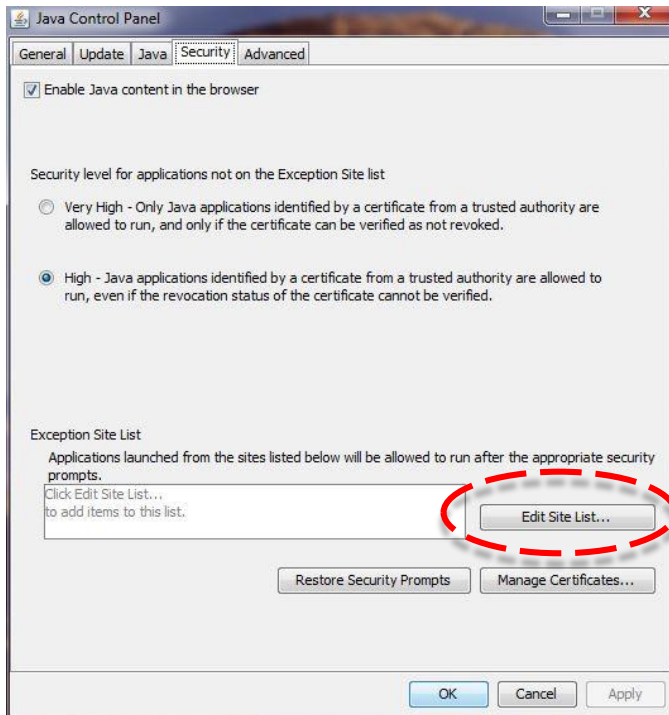 Java Control Panel
General Update Java Security Advanced
Enable Java content in the browser
Security level for applications not on the Exception Site list
Very High - Only Java applications identified by a certificate from a trusted authority are
allowed to run, and only if the certificate can be verified as not revoked.
High - Java applications identified by a certificate from a trusted authority are allowed to
run, even if the revocation status of the certificate cannot be verified.
Exception Site List
Applications launched from the sites listed below will be allowed to run after the appropriate security
prompts.
Click Edit Site List...
to add items to this list.
Edit Site List...
Restore Security Prompts Manage Certificates...
OK Cancel Apply